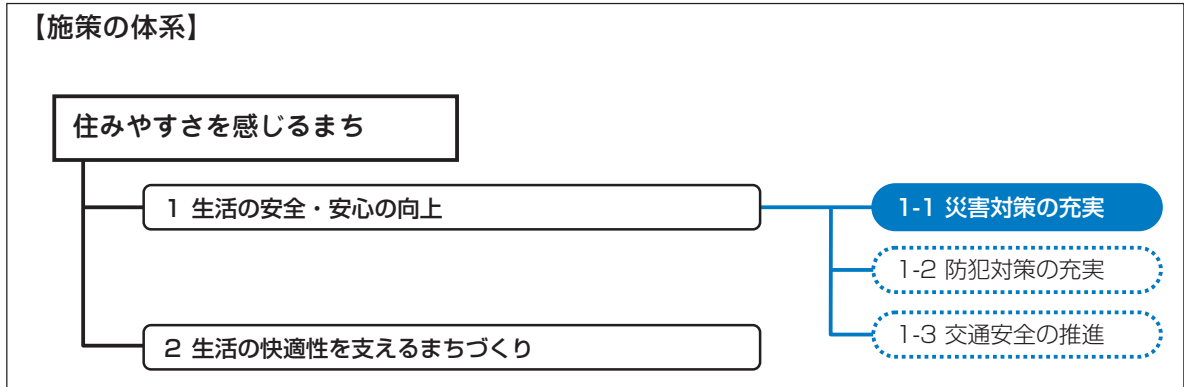 【施策の体系】
住みやすさを感じるまち
1 生活の安全・安心の向上
1-1 災害対策の充実
1-2 防犯対策の充実
1-3 交通安全の推進
2 生活の快適性を支えるまちづくり